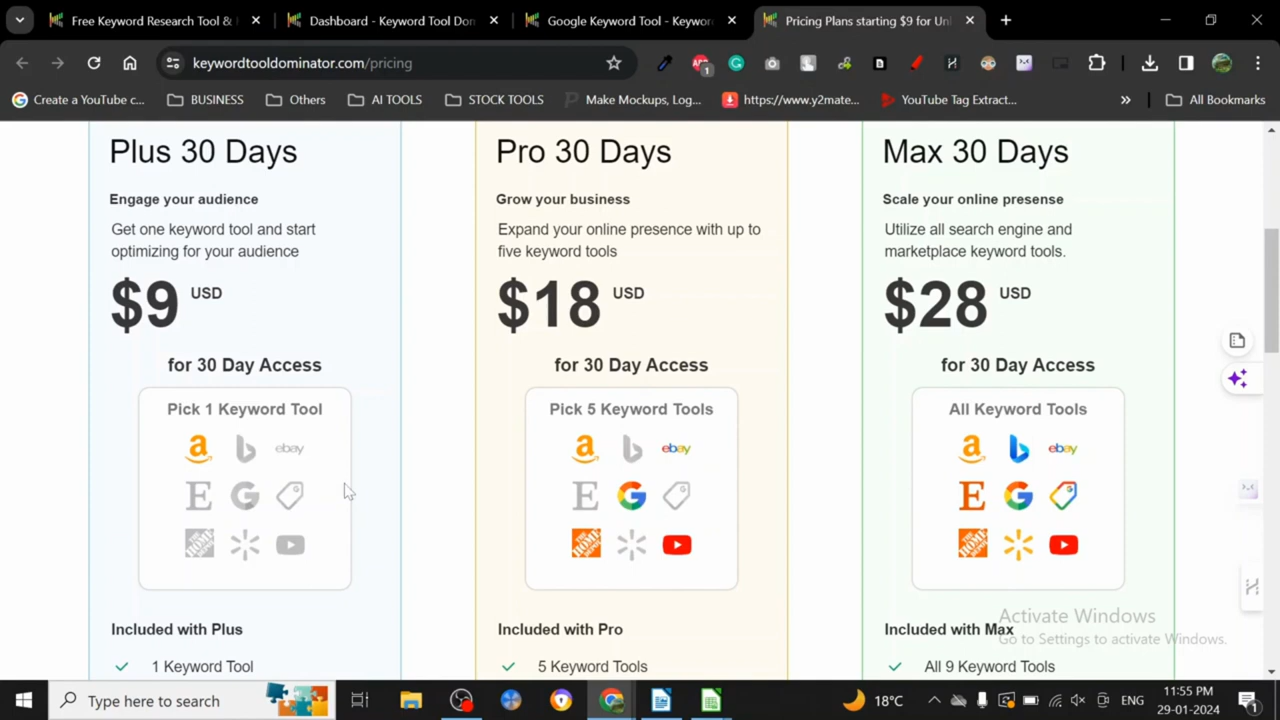 Free Keyword Research Tool &
Dashboard - Keyword Tool Don
Google Keyword Tool - Keywor
Pricing Plans starting $9 for Unl
keywordtooldominator.com/pricing
1
Create a YouTube c...
BUSINESS
Others
AI TOOLS
STOCK TOOLS
Make Mockups, Log...
https://www.y2mate...
YouTube Tag Extract...
All Bookmarks
Plus 30 Days
Engage your audience
Get one keyword tool and start
optimizing for your audience
$9 USD
for 30 Day Access
Pick 1 Keyword Tool
ebay
Included with Plus
1 Keyword Tool
Pro 30 Days
Grow your business
Expand your online presence with up to
five keyword tools
$18 USD
for 30 Day Access
Pick 5 Keyword Tools
ebay
Included with Pro
5 Keyword Tools
Max 30 Days
Scale your online presense
Utilize all search engine and
marketplace keyword tools.
$28 USD
for 30 Day Access
All Keyword Tools
ebay
Included with Max
All 9 Keyword Tools
Activate Windows
Go to Settings to activate Windows.
Type here to search
18°C
ENG
11:55 PM
29-01-2024
1